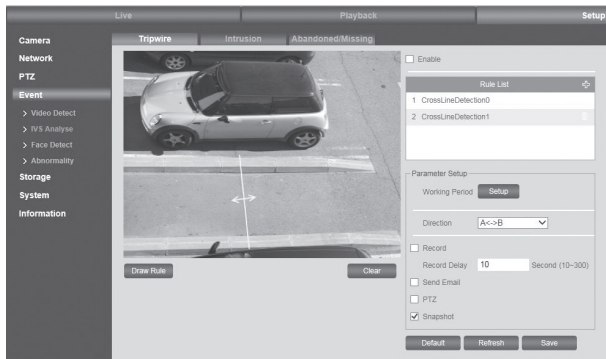 Live Playback Setup
Camera
Network
PTZ
Event
> Video Detect
> IVS Analyse
> Face Detect
> Abnormality
Storage
System
Information
Tripwire Intrusion Abandoned/Missing
Draw Rule Clear
Enable
Rule List
1 CrossLineDetection0
2 CrossLineDetection1
Parameter Setup
Working Period Setup
Direction A<->B
Record
Record Delay 10 Second (10~300)
Send Email
PTZ
Snapshot
Default Refresh Save